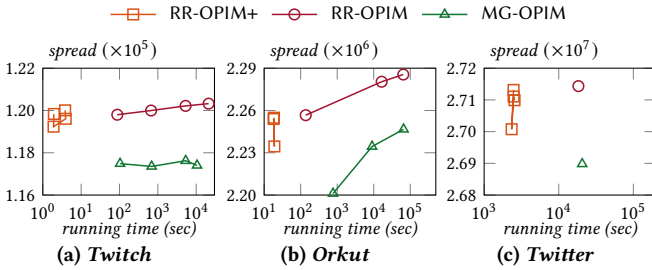 RR-OPIM+ RR-OPIM MG-OPIM
spread (×10⁵) spread (×10⁶) spread (×10⁷)
1.22 2.29 2.72
1.20 2.26 2.71
1.18 2.23 2.69
1.16 2.20 2.68
10⁰ 10¹ 10² 10³ 10⁴ 10¹ 10² 10³ 10⁴ 10⁵ 10³ 10⁴ 10⁵
running time (sec) running time (sec) running time (sec)
(a) Twitch (b) Orkut (c) Twitter